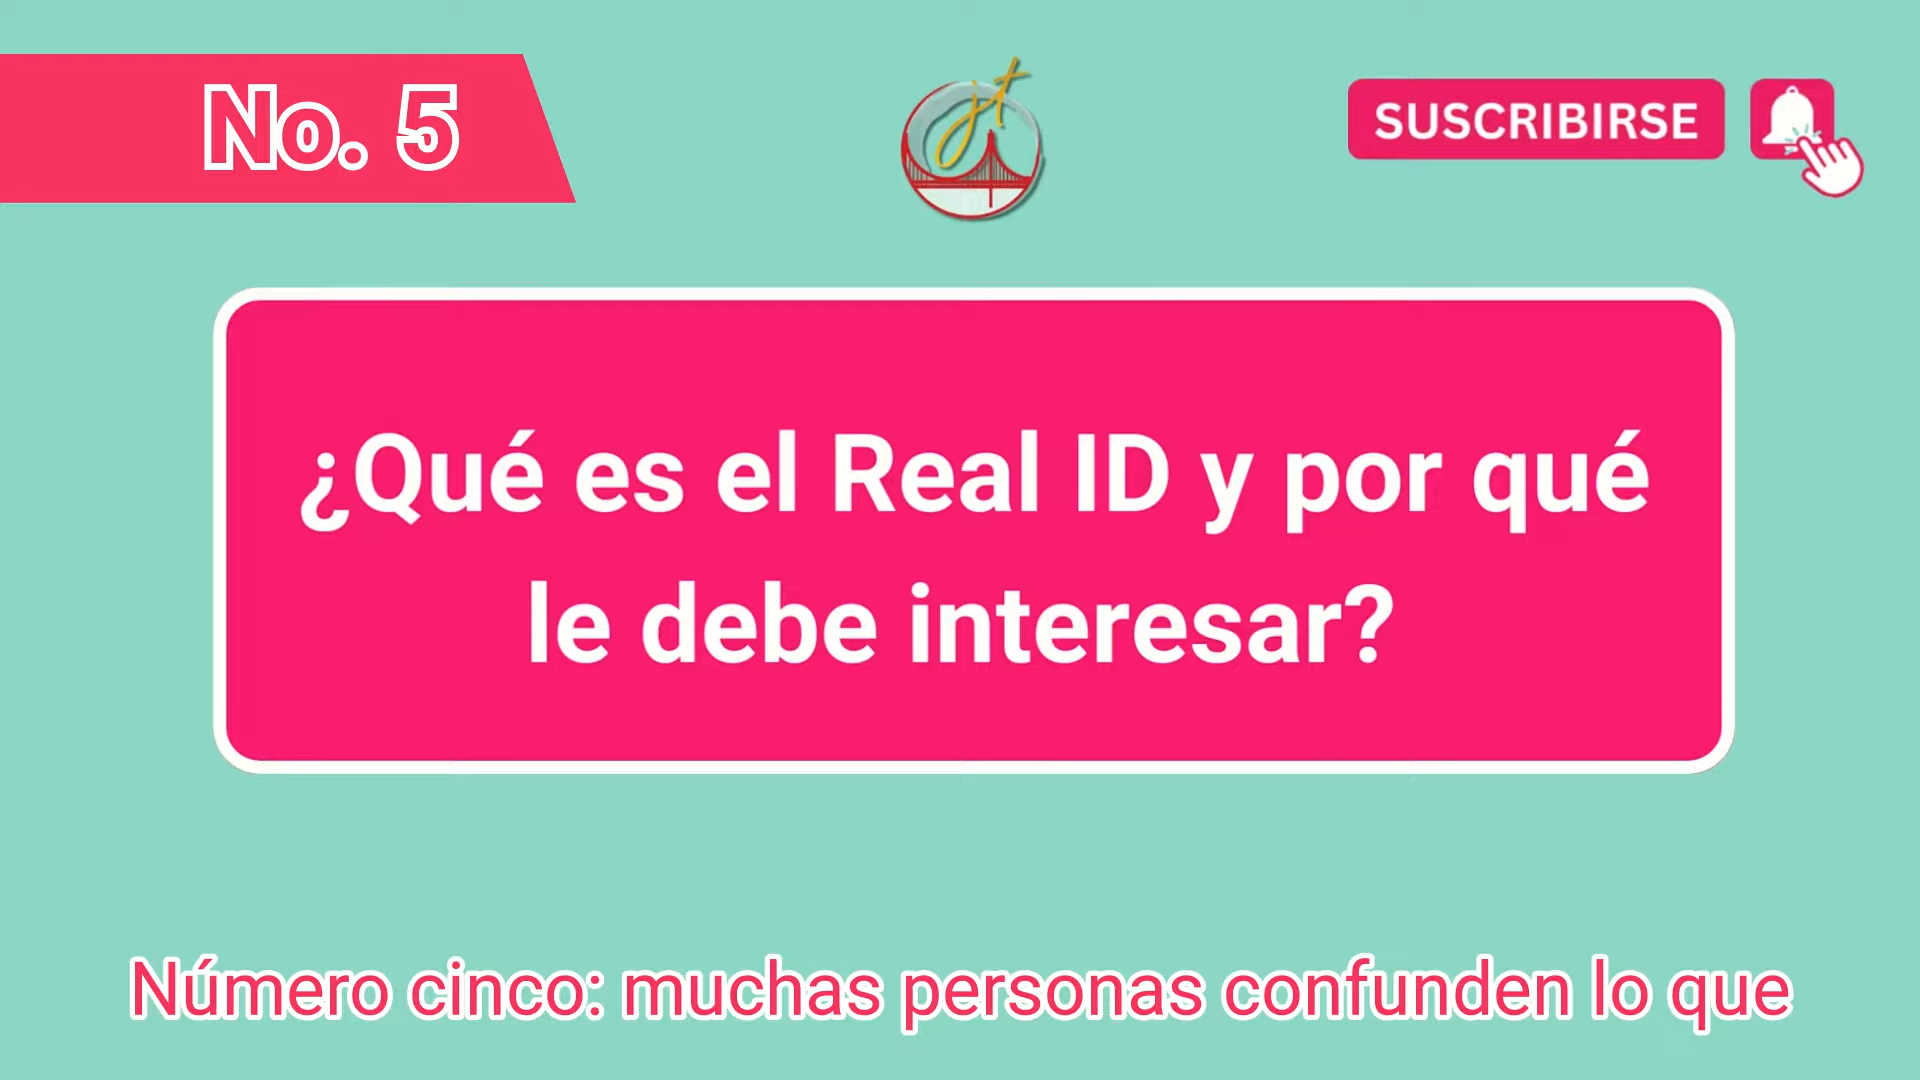 No. 5
jt
SUSCRIBIRSE
¿Qué es el Real ID y por qué
le debe interesar?
Número cinco: muchas personas confunden lo que